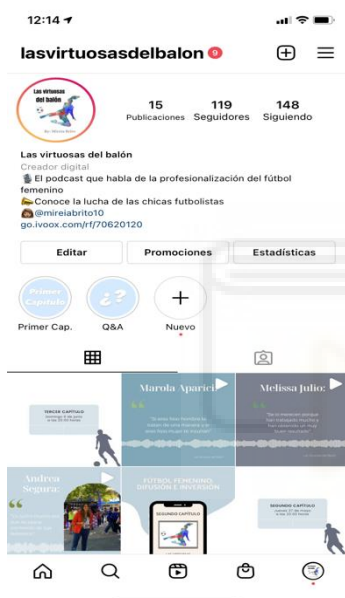 12:14
lasvirtuosasdelbalon 9
Las virtuosas
del balón
15
119
148
Publicaciones
Seguidores
Siguiendo
Las virtuosas del balón
Creador digital
El podcast que habla de la profesionalización del fútbol
femenino
Conoce la lucha de las chicas futbolistas
@mireiabrito10
go.ivoox.com/rf/70620120
Editar
Promociones
Estadísticas
Primer
Capítulo
¿?
Primer Cap.
Q&A
Nuevo
TERCER CAPÍTULO
Marola Aparici
Melissa Julio:
Andrea
Segura:
FÚTBOL FEMENINO,
DIFUSIÓN E INVERSIÓN
SEGUNDO CAPÍTULO
SEGUNDO CAPÍTULO